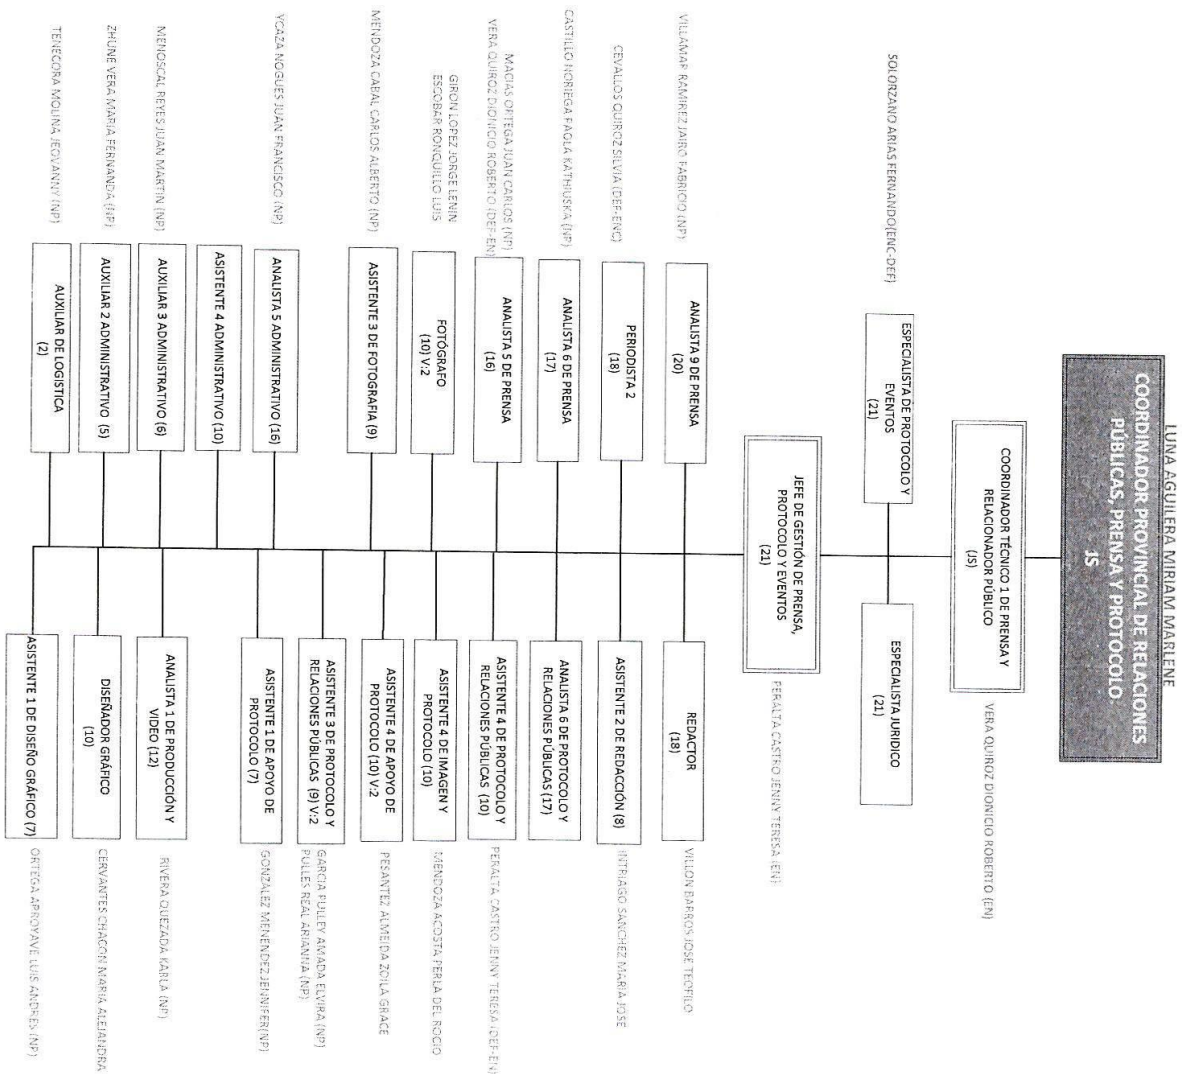 LUNA AGUILERA MIRIAM MARLENE
COORDINADOR PROVINCIAL DE RELACIONES
PÚBLICAS, PRENSA Y PROTOCOLO
JS
COORDINADOR TÉCNICO 1 DE PRENSA Y
RELACIONADOR PÚBLICO
(JS)
VERA QUIROZ DIONICIO ROBERTO (EN)
SOLORZANO ARIAS FERNANDO(ENC-DEF)
ESPECIALISTA DE PROTOCOLO Y
EVENTOS
(21)
ESPECIALISTA JURIDICO
(21)
JEFE DE GESTIÓN DE PRENSA,
PROTOCOLO Y EVENTOS
(21)
PERALTA CASTRO JENNY TERESA (EN)
VILLAMAR RAMIREZ JAIRO FABRICIO (NP)
ANALISTA 9 DE PRENSA
(20)
REDACTOR
(18)
VILLON BARROS JOSE TEOFILO
CEVALLOS QUIROZ SILVIA (DEF-ENC)
PERIODISTA 2
(18)
ASISTENTE 2 DE REDACCIÓN (8)
INTRIAGO SANCHEZ MARIA JOSE
CASTILLO NORIEGA PAOLA KATHIUSKA (NP)
ANALISTA 6 DE PRENSA
(17)
ANALISTA 6 DE PROTOCOLO Y
RELACIONES PÚBLICAS (17)
MACIAS ORTEGA JUAN CARLOS (NP)
VERA QUIROZ DIONICIO ROBERTO (DEF-EN)
ANALISTA 5 DE PRENSA
(16)
ASISTENTE 4 DE PROTOCOLO Y
RELACIONES PÚBLICAS (10)
PERALTA CASTRO JENNY TERESA (DEF-EN)
GIRON LOPEZ JORGE LENIN
ESCOBAR RONQUILLO LUIS
FOTÓGRAFO
(10) V:2
ASISTENTE 4 DE IMAGEN Y
PROTOCOLO (10)
MENDOZA ACOSTA PERLA DEL ROCIO
MENDOZA CABAL CARLOS ALBERTO (NP)
ASISTENTE 3 DE FOTOGRAFIA (9)
ASISTENTE 4 DE APOYO DE
PROTOCOLO (10) V:2
PESANTEZ ALMEIDA ZOILA GRACE
ASISTENTE 3 DE PROTOCOLO Y
RELACIONES PÚBLICAS (9) V:2
GARCIA PULLEY AMADA ELVIRA (NP)
PULLES REAL ARIANNA (NP)
YCAZA NOGUES JUAN FRANCISCO (NP)
ANALISTA 5 ADMINISTRATIVO (16)
ASISTENTE 1 DE APOYO DE
PROTOCOLO (7)
GONZALEZ MENENDEZ JENNIFER(NP)
ASISTENTE 4 ADMINISTRATIVO (10)
MENOSCAL REYES JUAN MARTIN (NP)
AUXILIAR 3 ADMINISTRATIVO (6)
ANALISTA 1 DE PRODUCCIÓN Y
VIDEO (12)
RIVERA QUEZADA KARLA (NP)
ZHUNE VERA MARIA FERNANDA (NP)
AUXILIAR 2 ADMINISTRATIVO (5)
DISEÑADOR GRÁFICO
(10)
CERVANTES CHACON MARIA ALEJANDRA
TENECORA MOLINA JEOVANNY (NP)
AUXILIAR DE LOGISTICA
(2)
ASISTENTE 1 DE DISEÑO GRÁFICO (7)
ORTEGA APROYAVE LUIS ANDRES (NP)